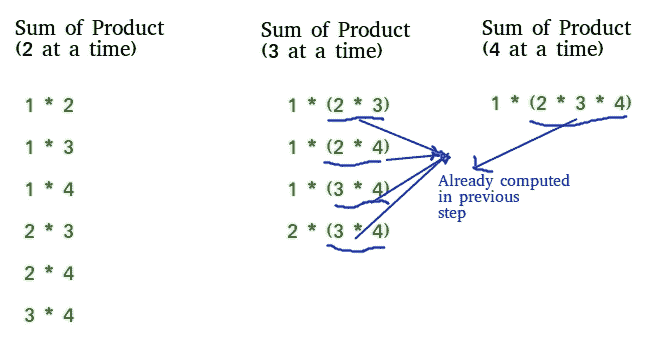 Sum of Product
(2 at a time)
1 * 2
1 * 3
1 * 4
2 * 3
2 * 4
3 * 4
Sum of Product
(3 at a time)
1 * (2 * 3)
1 * (2 * 4)
1 * (3 * 4)
2 * (3 * 4)
Sum of Product
(4 at a time)
1 * (2 * 3 * 4)
Already computed
in previous
step